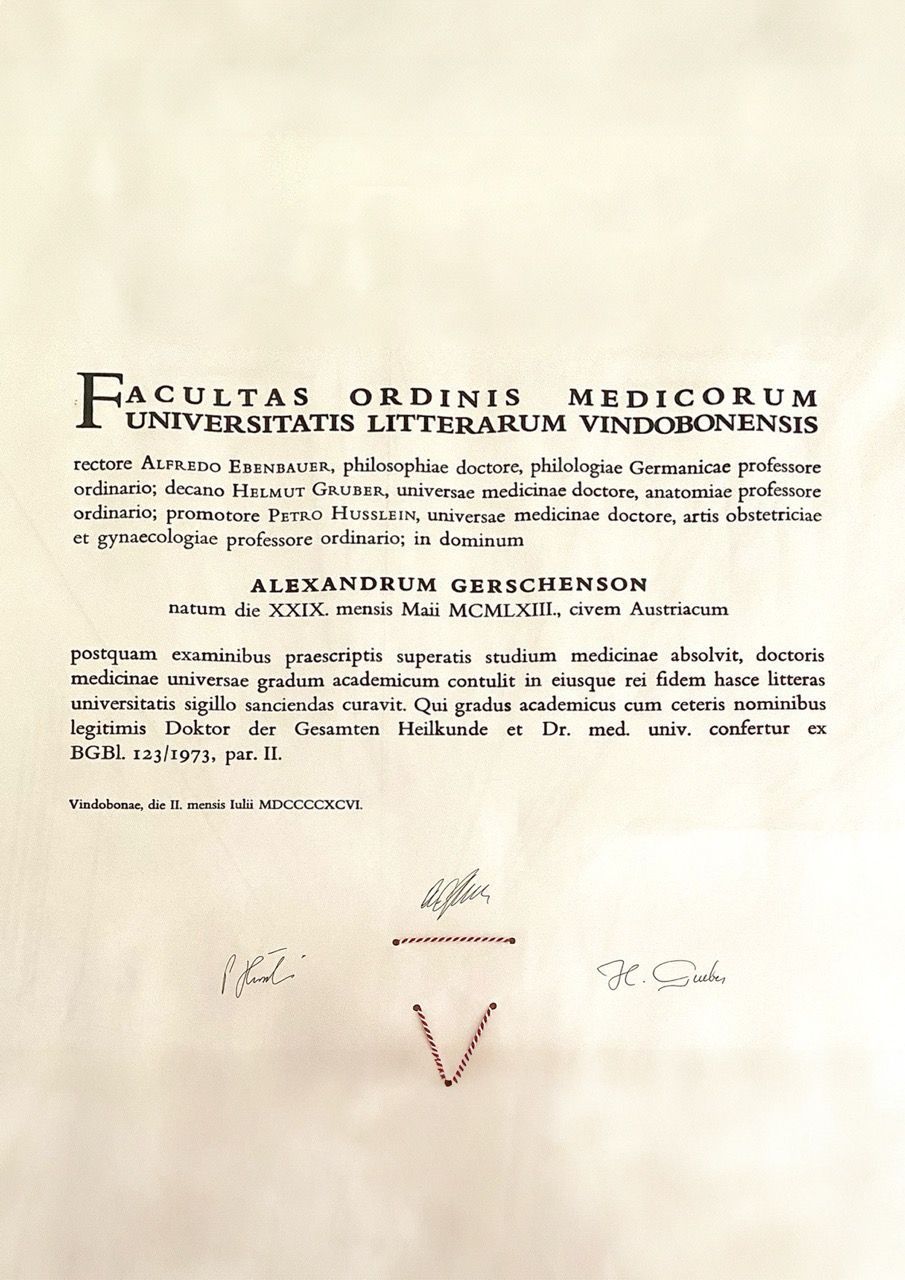 FACULTAS ORDINIS MEDICORUM
UNIVERSITATIS LITTERARUM VINDOBONENSIS
rectore ALFREDO EBENBAUER, philosophiae doctore, philologiae Germanicae professore
ordinario; decano HELMUT GRUBER, universae medicinae doctore, anatomiae professore
ordinario; promotore PETRO HUSSLEIN, universae medicinae doctore, artis obstetriciae
et gynaecologiae professore ordinario; in dominum
ALEXANDRUM GERSCHENSON
natum die XXIX. mensis Maii MCMLXIII., civem Austriacum
postquam examinibus praescriptis superatis studium medicinae absolvit, doctoris
medicinae universae gradum academicum contulit in eiusque rei fidem hasce litteras
universitatis sigillo sanciendas curavit. Qui gradus academicus cum ceteris nominibus
legitimis Doktor der Gesamten Heilkunde et Dr. med. univ. confertur ex
BGBl. 123/1973, par. II.
Vindobonae, die II. mensis Iulii MDCCCCXCVI.
H. Gruber